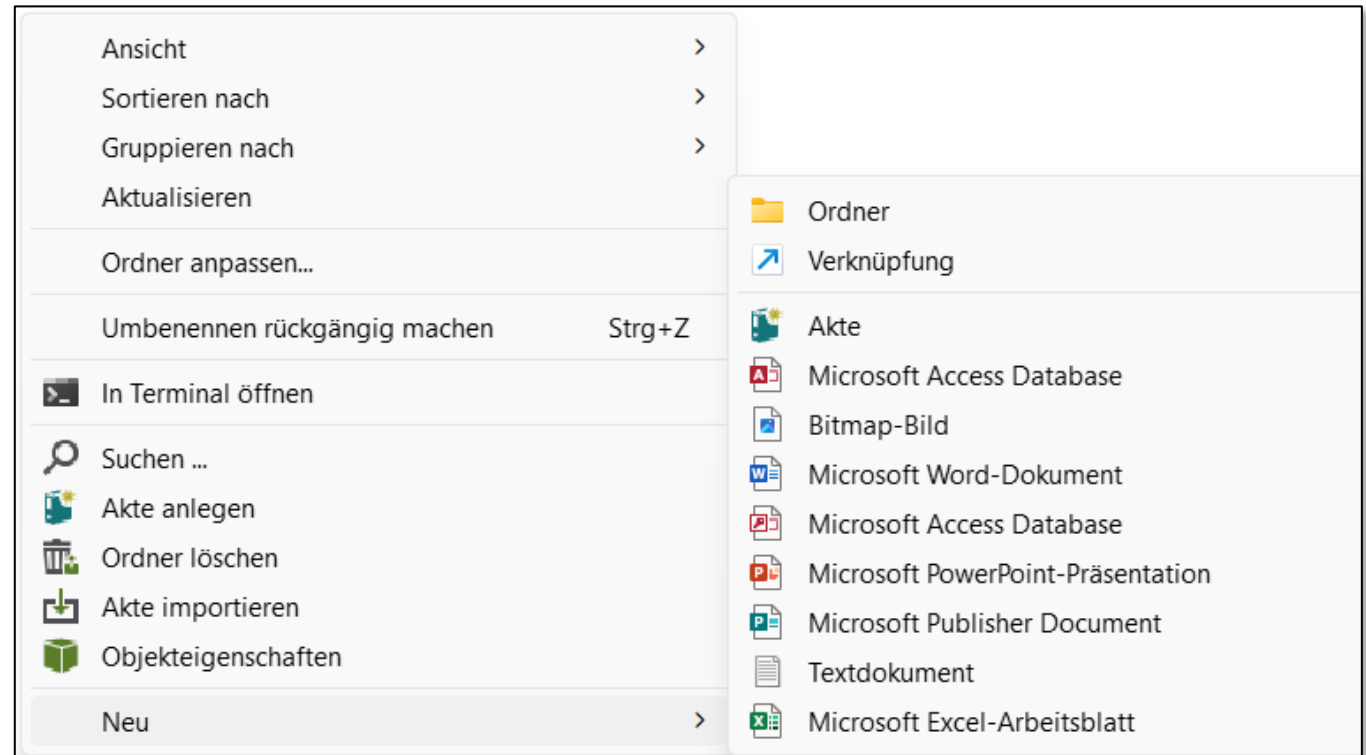 Ansicht
Sortieren nach
Gruppieren nach
Aktualisieren
Ordner anpassen...
Umbenennen rückgängig machen Strg+Z
In Terminal öffnen
Suchen ...
Akte anlegen
Ordner löschen
Akte importieren
Objekteigenschaften
Neu
Ordner
Verknüpfung
Akte
Microsoft Access Database
Bitmap-Bild
Microsoft Word-Dokument
Microsoft Access Database
Microsoft PowerPoint-Präsentation
Microsoft Publisher Document
Textdokument
Microsoft Excel-Arbeitsblatt